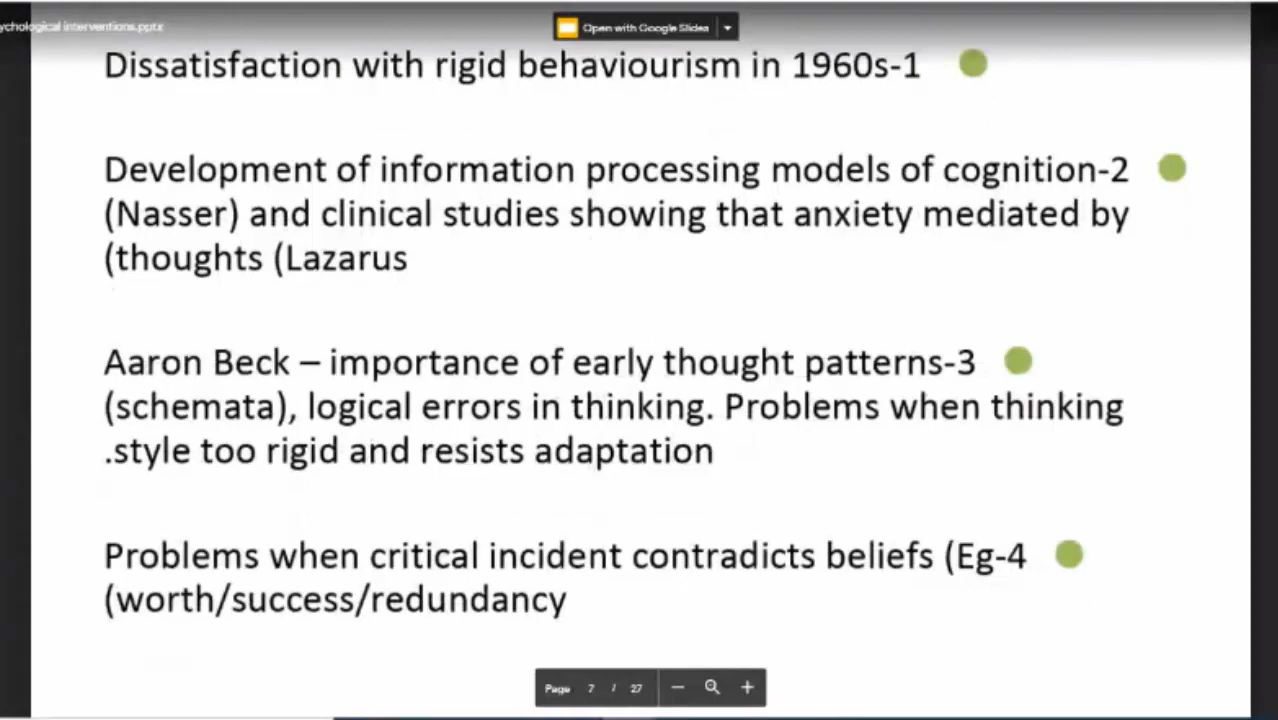 ychological interventions.pptx
Open with Google Slides
Dissatisfaction with rigid behaviourism in 1960s-1
Development of information processing models of cognition-2
(Nasser) and clinical studies showing that anxiety mediated by
(thoughts (Lazarus
Aaron Beck – importance of early thought patterns-3
(schemata), logical errors in thinking. Problems when thinking
.style too rigid and resists adaptation
Problems when critical incident contradicts beliefs (Eg-4
(worth/success/redundancy
Page 7 / 27